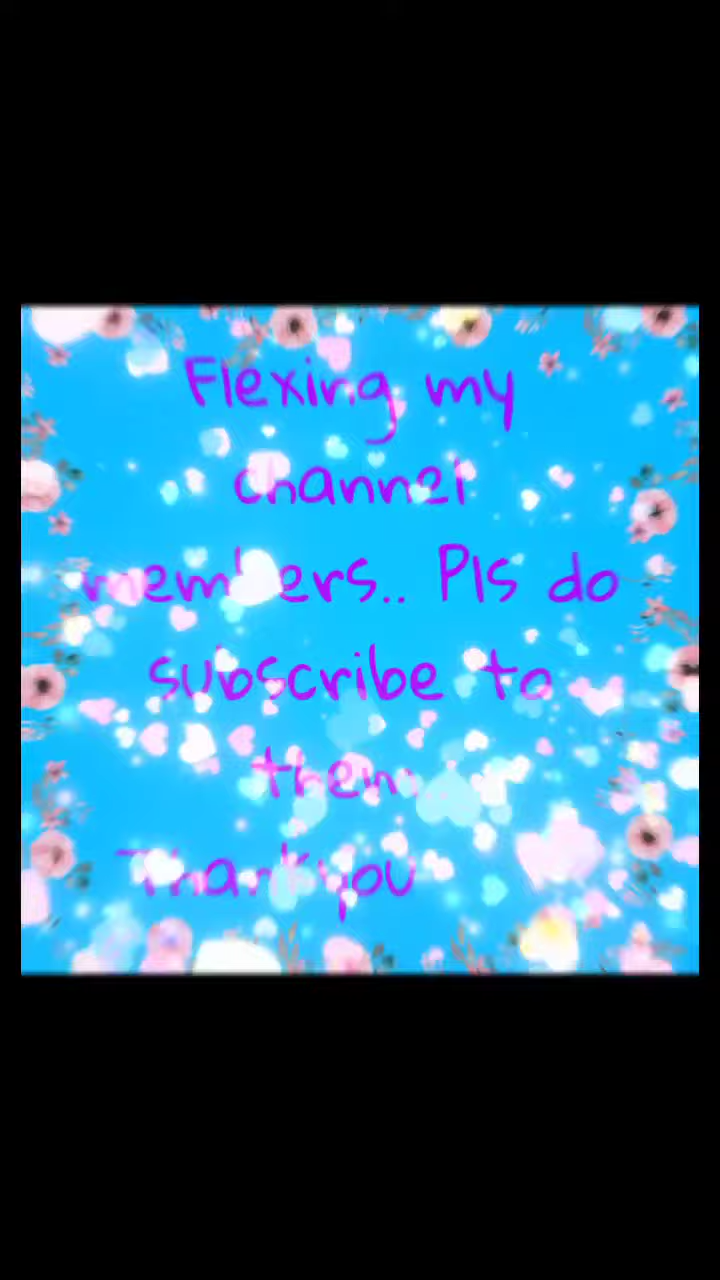 Flexing my
channel
members.. Pls do
subscribe to
them
Thankyou